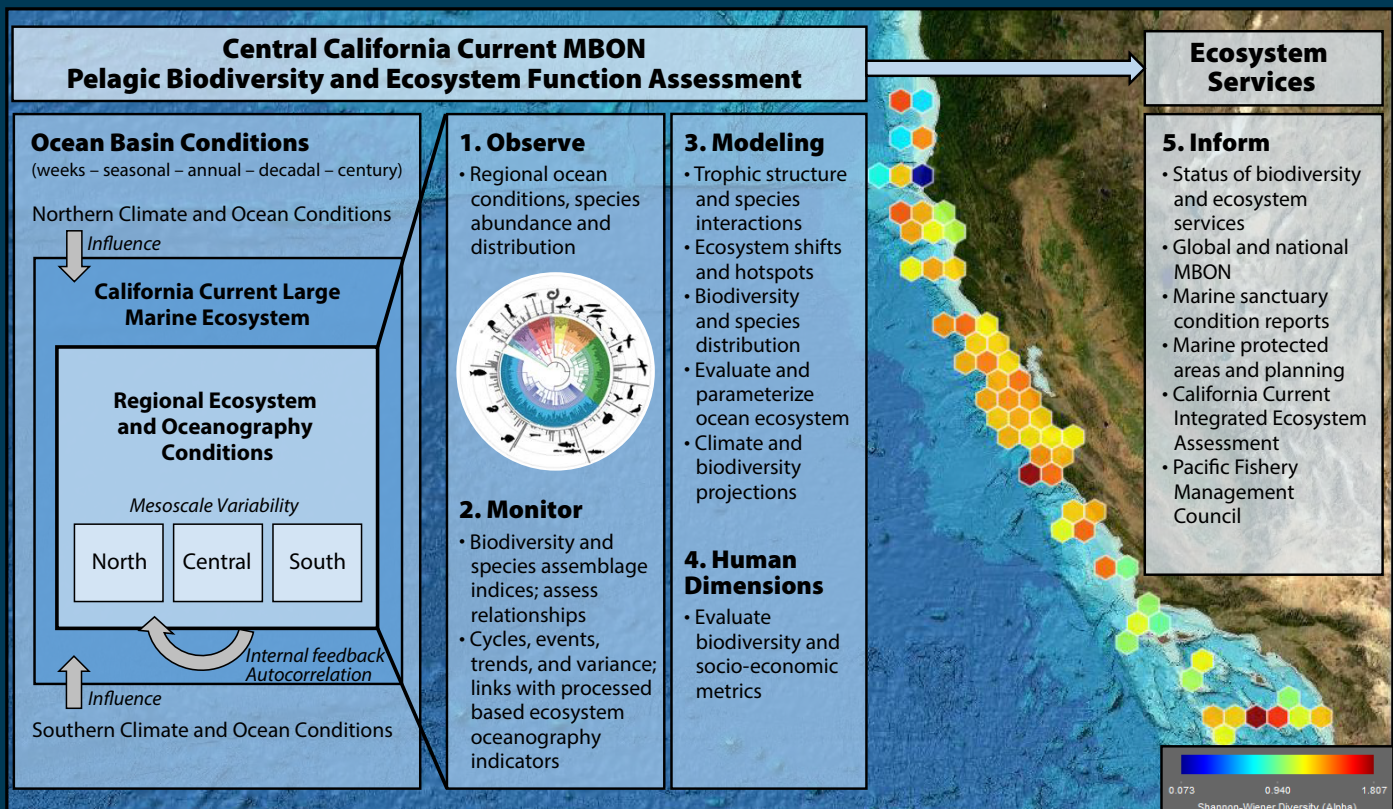 Central California Current MBON
Pelagic Biodiversity and Ecosystem Function Assessment
Ecosystem
Services
Ocean Basin Conditions
(weeks – seasonal – annual – decadal – century)
Northern Climate and Ocean Conditions
Influence
California Current Large
Marine Ecosystem
Regional Ecosystem
and Oceanography
Conditions
Mesoscale Variability
North
Central
South
Internal feedback
Autocorrelation
Influence
Southern Climate and Ocean Conditions
1. Observe
• Regional ocean
conditions, species
abundance and
distribution
2. Monitor
• Biodiversity and
species assemblage
indices; assess
relationships
• Cycles, events,
trends, and variance;
links with processed
based ecosystem
oceanography
indicators
3. Modeling
• Trophic structure
and species
interactions
• Ecosystem shifts
and hotspots
• Biodiversity
and species
distribution
• Evaluate and
parameterize
ocean ecosystem
• Climate and
biodiversity
projections
4. Human
Dimensions
• Evaluate
biodiversity and
socio-economic
metrics
5. Inform
• Status of biodiversity
and ecosystem
services
• Global and national
MBON
• Marine sanctuary
condition reports
• Marine protected
areas and planning
• California Current
Integrated Ecosystem
Assessment
• Pacific Fishery
Management
Council
0.073 0.940 1.807
Shannon-Wiener Diversity (Alpha)